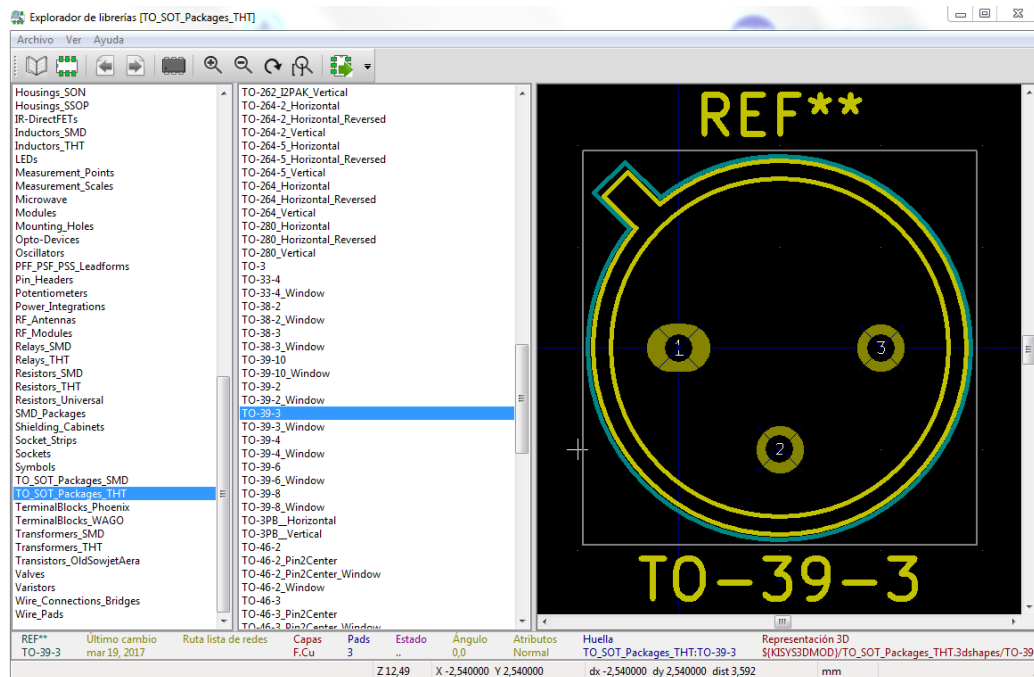 Explorador de librerías [TO_SOT_Packages_THT]
Archivo Ver Ayuda
Housings_SON
Housings_SSOP
IR-DirectFETs
Inductors_SMD
Inductors_THT
LEDs
Measurement_Points
Measurement_Scales
Microwave
Modules
Mounting_Holes
Opto-Devices
Oscillators
PFF_PSF_PSS_Leadforms
Pin_Headers
Potentiometers
Power_Integrations
RF_Antennas
RF_Modules
Relays_SMD
Relays_THT
Resistors_SMD
Resistors_THT
Resistors_Universal
SMD_Packages
Shielding_Cabinets
Socket_Strips
Sockets
Symbols
TO_SOT_Packages_SMD
TO_SOT_Packages_THT
TerminalBlocks_Phoenix
TerminalBlocks_WAGO
Transformers_SMD
Transformers_THT
Transistors_OldSowjetAera
Valves
Varistors
Wire_Connections_Bridges
Wire_Pads
TO-262_I2PAK_Vertical
TO-264-2_Horizontal
TO-264-2_Horizontal_Reversed
TO-264-2_Vertical
TO-264-5_Horizontal
TO-264-5_Horizontal_Reversed
TO-264-5_Vertical
TO-264_Horizontal
TO-264_Horizontal_Reversed
TO-264_Vertical
TO-280_Horizontal
TO-280_Horizontal_Reversed
TO-280_Vertical
TO-3
TO-33-4
TO-33-4_Window
TO-38-2
TO-38-2_Window
TO-38-3
TO-38-3_Window
TO-39-10
TO-39-10_Window
TO-39-2
TO-39-2_Window
TO-39-3
TO-39-3_Window
TO-39-4
TO-39-4_Window
TO-39-6
TO-39-6_Window
TO-39-8
TO-39-8_Window
TO-3PB__Horizontal
TO-3PB__Vertical
TO-46-2
TO-46-2_Pin2Center
TO-46-2_Pin2Center_Window
TO-46-2_Window
TO-46-3
TO-46-3_Pin2Center
TO-46-3_Pin2Center_Window
REF**
1
3
2
TO-39-3
REF** Último cambio Ruta lista de redes Capas Pads Estado Ángulo Atributos Huella Representación 3D
TO-39-3 mar 19, 2017 F.Cu 3 .. 0,0 Normal TO_SOT_Packages_THT:TO-39-3 ${KISYS3DMOD}/TO_SOT_Packages_THT.3dshapes/TO-39
Z 12,49 X -2,540000 Y 2,540000 dx -2,540000 dy 2,540000 dist 3,592 mm